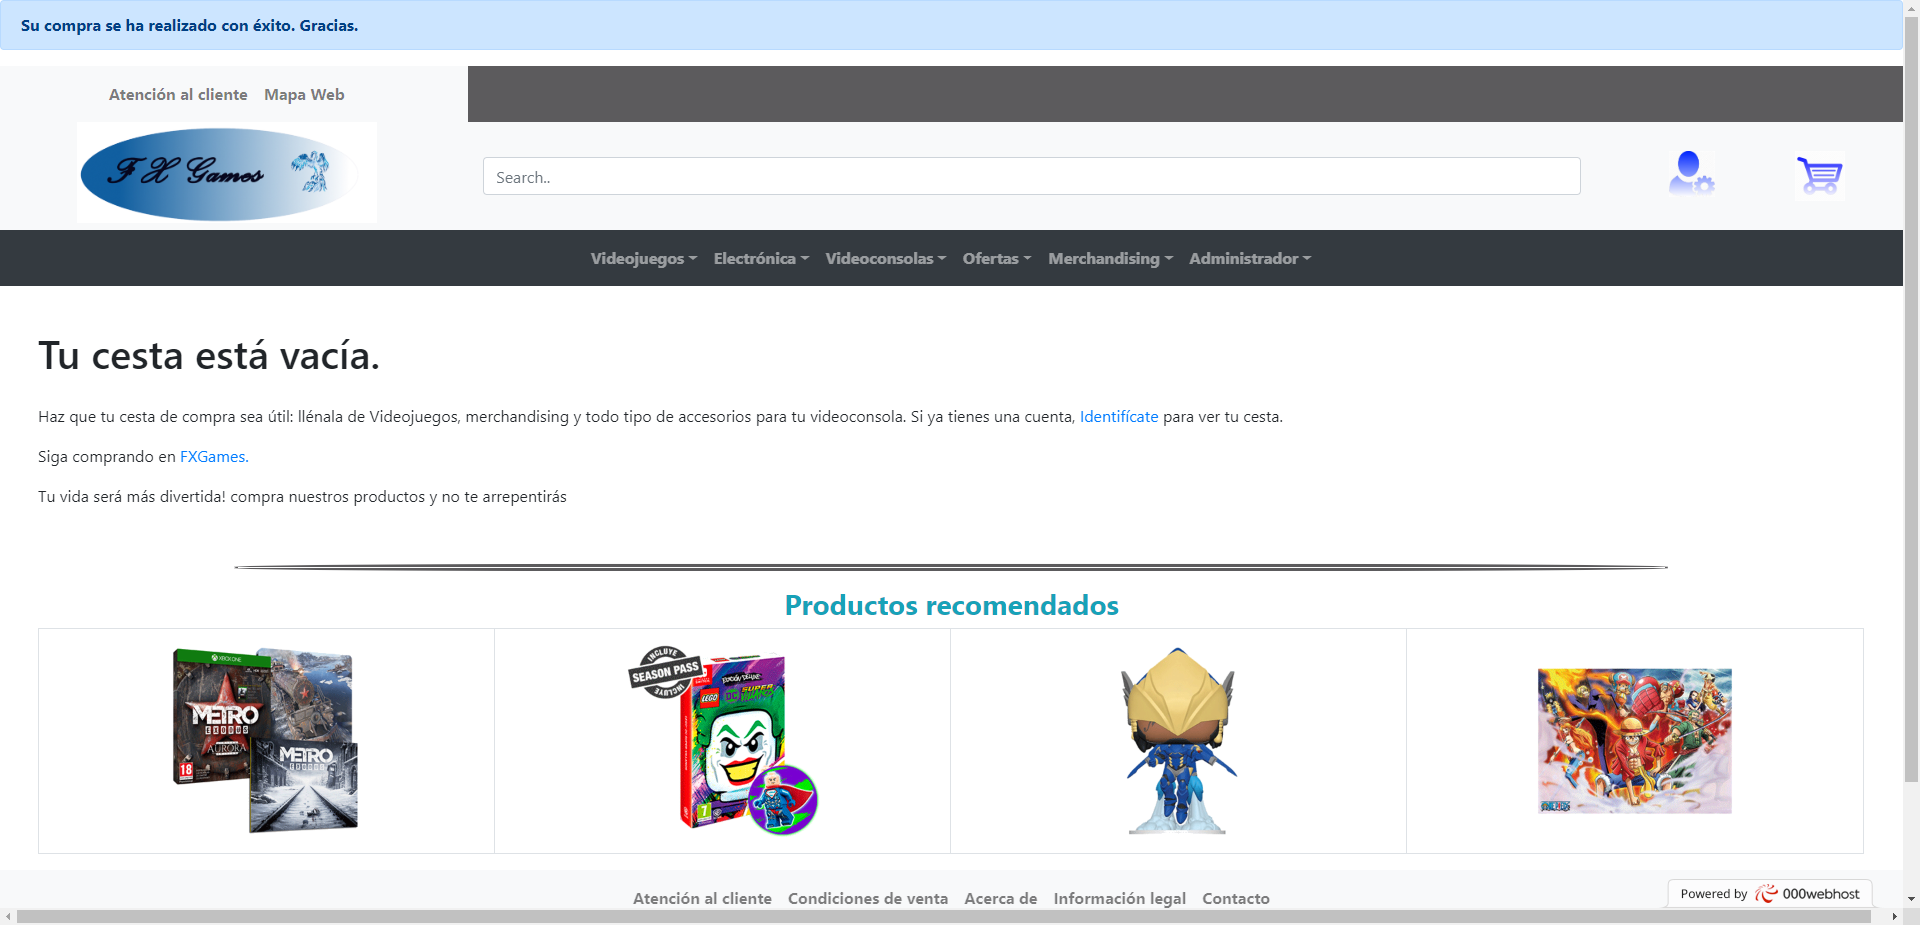 Su compra se ha realizado con éxito. Gracias.
Atención al cliente Mapa Web
F X Games
Search..
Videojuegos Electrónica Videoconsolas Ofertas Merchandising Administrador
Tu cesta está vacía.
Haz que tu cesta de compra sea útil: llénala de Videojuegos, merchandising y todo tipo de accesorios para tu videoconsola. Si ya tienes una cuenta, Identifícate para ver tu cesta.
Siga comprando en FXGames.
Tu vida será más divertida! compra nuestros productos y no te arrepentirás
Productos recomendados
XBOX ONE
METRO
EXODUS
AURORA
18
METRO
EXODUS
INCLUYE
SEASON PASS
INCLUYE
EDICIÓN DELUXE
LEGO DC SUPER
7
ONE PIECE
Atención al cliente Condiciones de venta Acerca de Información legal Contacto
Powered by 000webhost